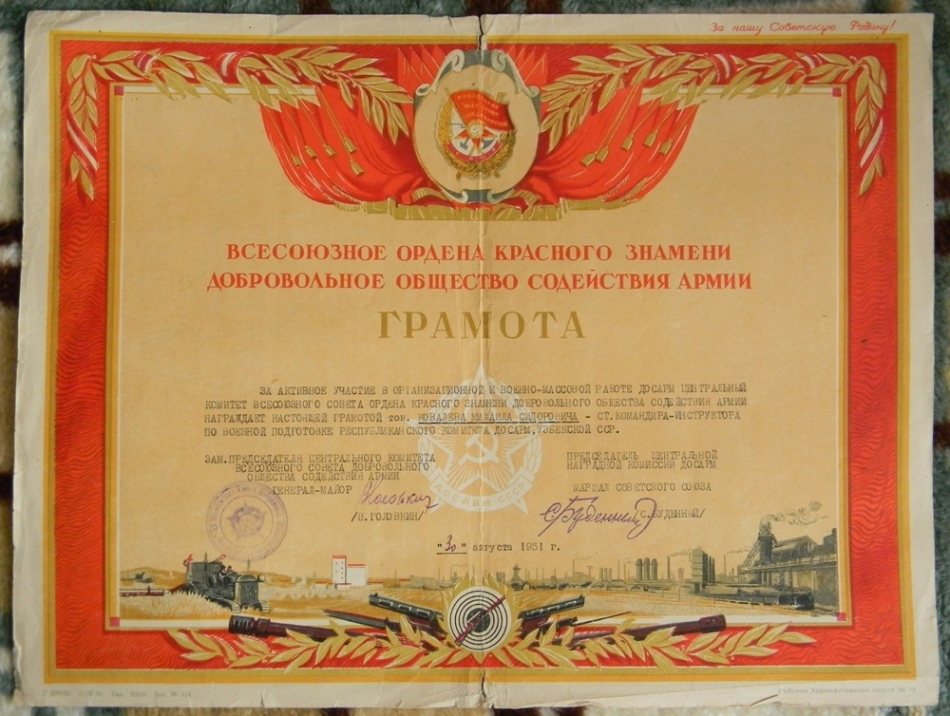 За нашу Советскую Родину!
ВСЕСОЮЗНОЕ ОРДЕНА КРАСНОГО ЗНАМЕНИ
ДОБРОВОЛЬНОЕ ОБЩЕСТВО СОДЕЙСТВИЯ АРМИИ
ГРАМОТА
ЗА АКТИВНОЕ УЧАСТИЕ В ОРГАНИЗАЦИОННОЙ И ВОЕННО-МАССОВОЙ РАБОТЕ ДОСАРМ ЦЕНТРАЛЬНЫЙ
КОМИТЕТ ВСЕСОЮЗНОГО СОВЕТА ОРДЕНА КРАСНОГО ЗНАМЕНИ ДОБРОВОЛЬНОГО ОБЩЕСТВА СОДЕЙСТВИЯ АРМИИ
НАГРАЖДАЕТ НАСТОЯЩЕЙ ГРАМОТОЙ тов. КОВАЛЕВА МИХАИЛА СИДОРОВИЧА - СТ.КОМАНДИРА-ИНСТРУКТОРА
ПО ВОЕННОЙ ПОДГОТОВКЕ РЕСПУБЛИКАНСКОГО КОМИТЕТА ДОСАРМ,УЗБЕКСКОЙ ССР.
ЗАМ.ПРЕДСЕДАТЕЛЯ ЦЕНТРАЛЬНОГО КОМИТЕТА
ВСЕСОЮЗНОГО СОВЕТА ДОБРОВОЛЬНОГО
ОБЩЕСТВА СОДЕЙСТВИЯ АРМИИ
ГЕНЕРАЛ-МАЙОР
/В.ГОЛОВКИН/
ПРЕДСЕДАТЕЛЬ ЦЕНТРАЛЬНОЙ
НАГРАДНОЙ КОМИССИИ ДОСАРМ
МАРШАЛ СОВЕТСКОГО СОЮЗА
СБуденный
(С.БУДЕННЫЙ/
"30" августа 1951 г.